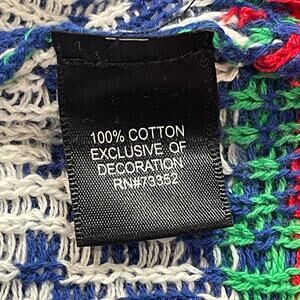 100% COTTON
EXCLUSIVE OF
DECORATION
RN#73352